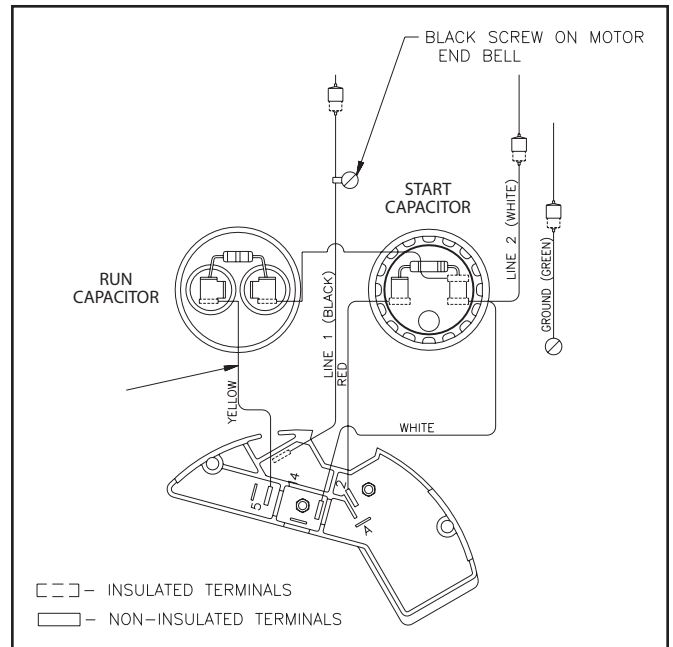 BLACK SCREW ON MOTOR
END BELL
START
CAPACITOR
LINE 2 (WHITE)
GROUND (GREEN)
RUN
CAPACITOR
LINE 1 (BLACK)
RED
YELLOW
WHITE
5
14
2
A
- INSULATED TERMINALS
- NON-INSULATED TERMINALS